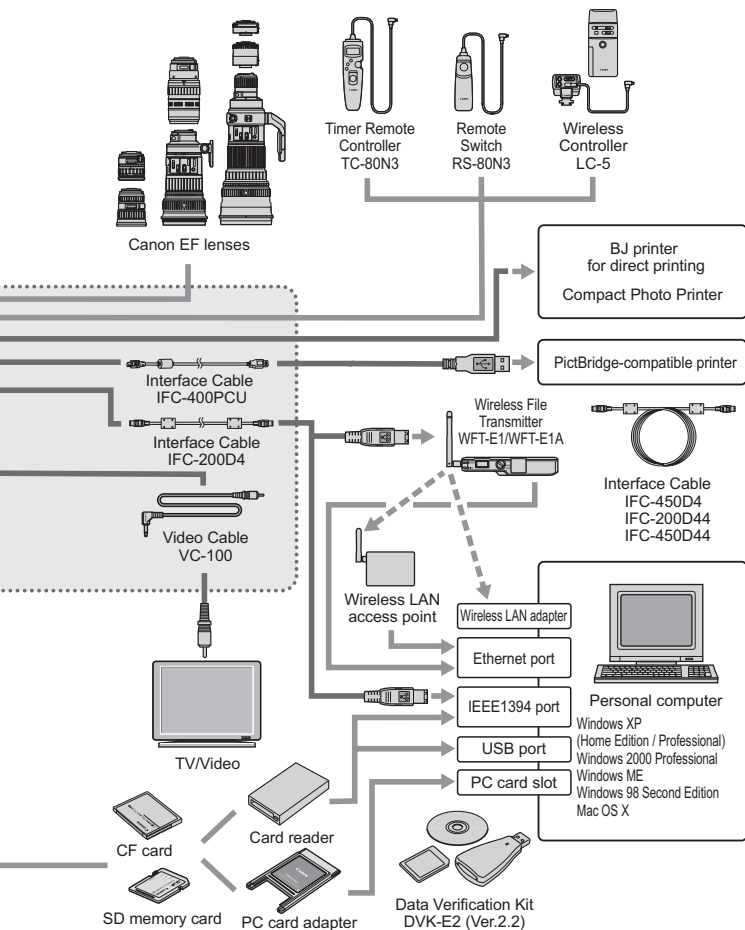 Timer Remote
Controller
TC-80N3
Remote
Switch
RS-80N3
Wireless
Controller
LC-5
Canon EF lenses
BJ printer
for direct printing
Compact Photo Printer
Interface Cable
IFC-400PCU
PictBridge-compatible printer
Interface Cable
IFC-200D4
Wireless File
Transmitter
WFT-E1/WFT-E1A
Interface Cable
IFC-450D4
IFC-200D44
IFC-450D44
Video Cable
VC-100
Wireless LAN
access point
Wireless LAN adapter
Ethernet port
IEEE1394 port
USB port
PC card slot
Personal computer
Windows XP
(Home Edition / Professional)
Windows 2000 Professional
Windows ME
Windows 98 Second Edition
Mac OS X
TV/Video
CF card
Card reader
SD memory card
PC card adapter
Data Verification Kit
DVK-E2 (Ver.2.2)